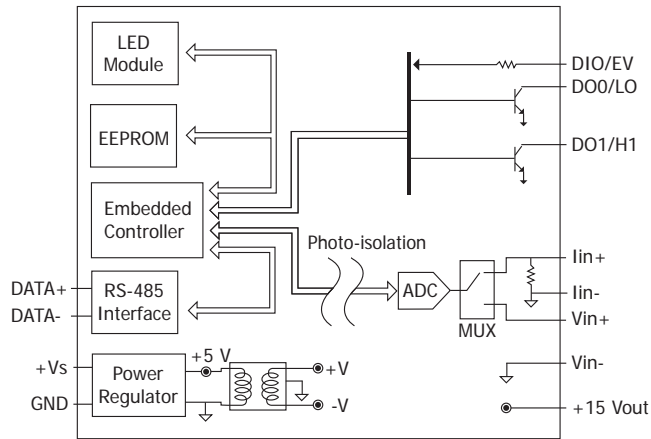 LED
Module
EEPROM
Embedded
Controller
RS-485
Interface
DATA+
DATA-
+Vs
GND
Power
Regulator
+5 V
+V
-V
Photo-isolation
ADC
MUX
DIO/EV
DO0/LO
DO1/H1
Iin+
Iin-
Vin+
Vin-
+15 Vout